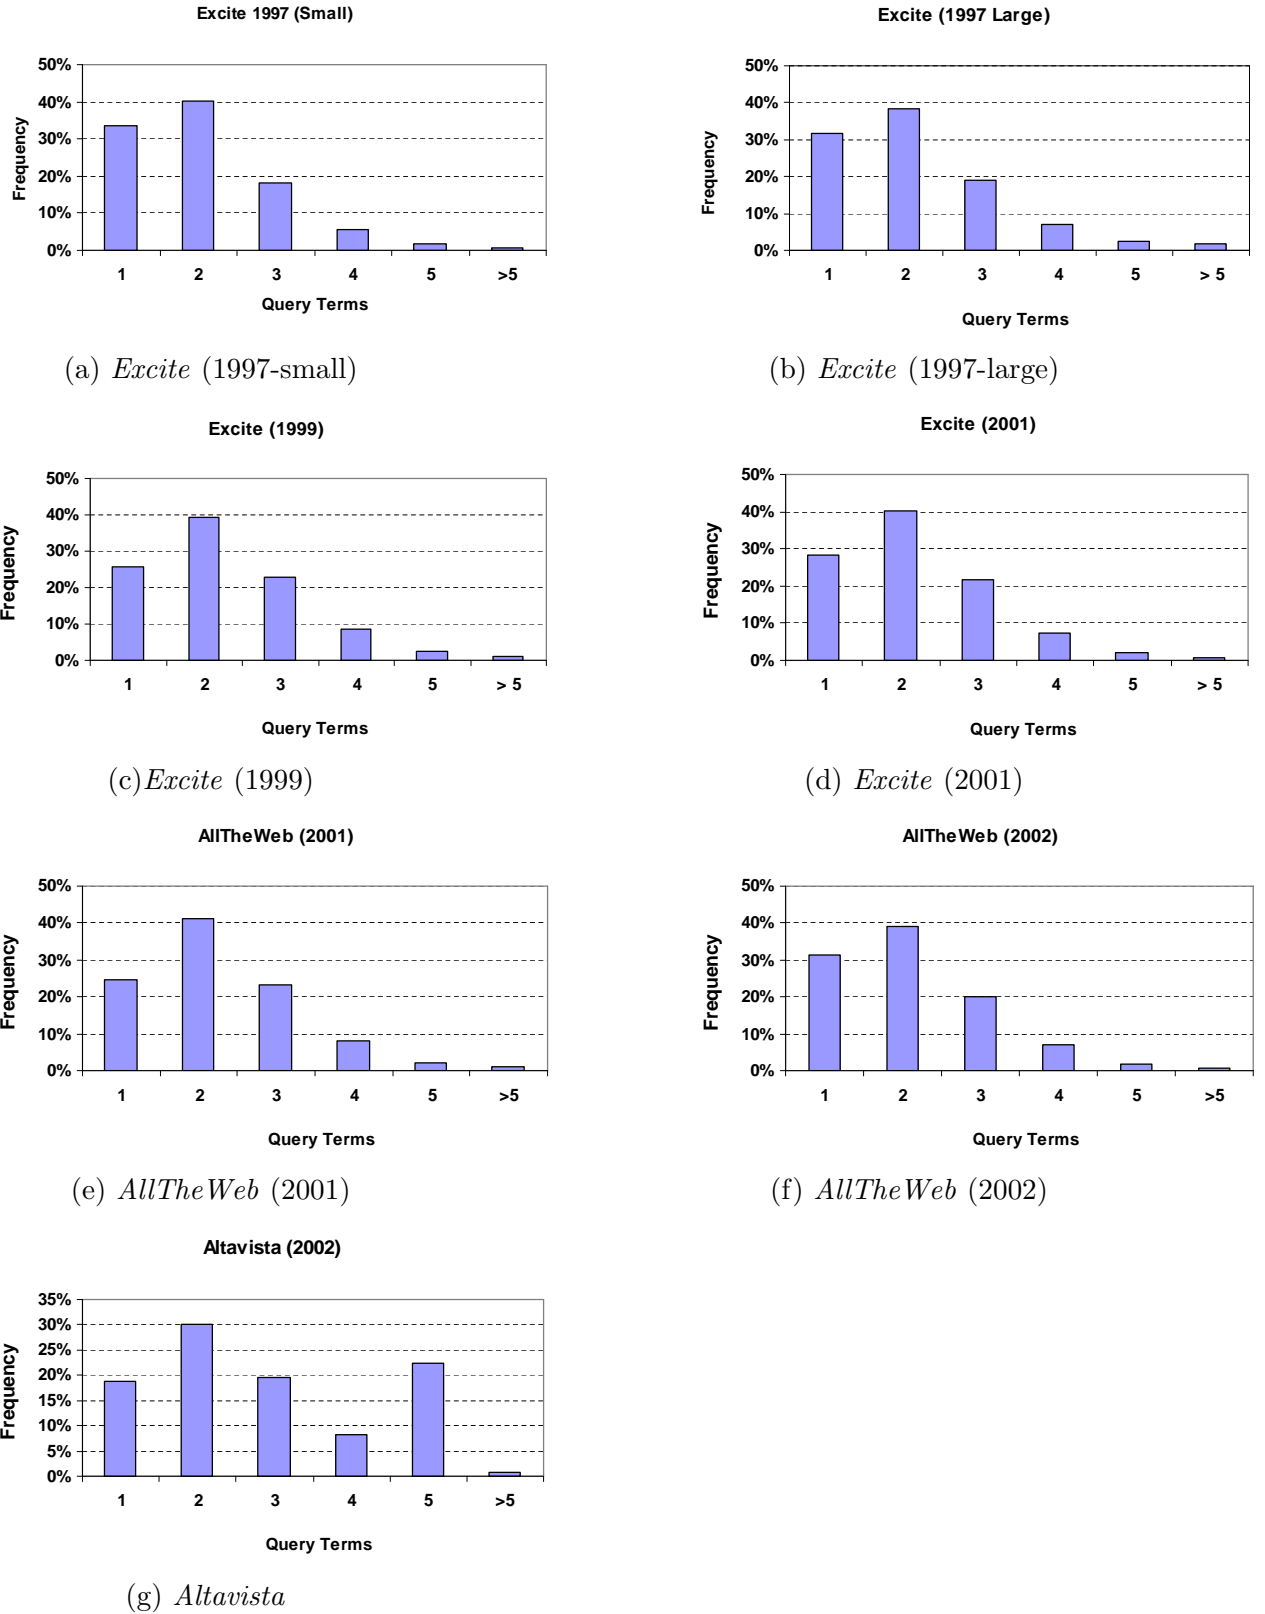 Excite 1997 (Small)
50%
40%
30%
20%
10%
0%
Frequency
1 2 3 4 5 >5
Query Terms
(a) Excite (1997-small)
Excite (1997 Large)
50%
40%
30%
20%
10%
0%
Frequency
1 2 3 4 5 > 5
Query Terms
(b) Excite (1997-large)
Excite (1999)
50%
40%
30%
20%
10%
0%
Frequency
1 2 3 4 5 > 5
Query Terms
(c)Excite (1999)
Excite (2001)
50%
40%
30%
20%
10%
0%
Frequency
1 2 3 4 5 > 5
Query Terms
(d) Excite (2001)
AllTheWeb (2001)
50%
40%
30%
20%
10%
0%
Frequency
1 2 3 4 5 >5
Query Terms
(e) AllTheWeb (2001)
AllTheWeb (2002)
50%
40%
30%
20%
10%
0%
Frequency
1 2 3 4 5 >5
Query Terms
(f) AllTheWeb (2002)
Altavista (2002)
35%
30%
25%
20%
15%
10%
5%
0%
Frequency
1 2 3 4 5 >5
Query Terms
(g) Altavista